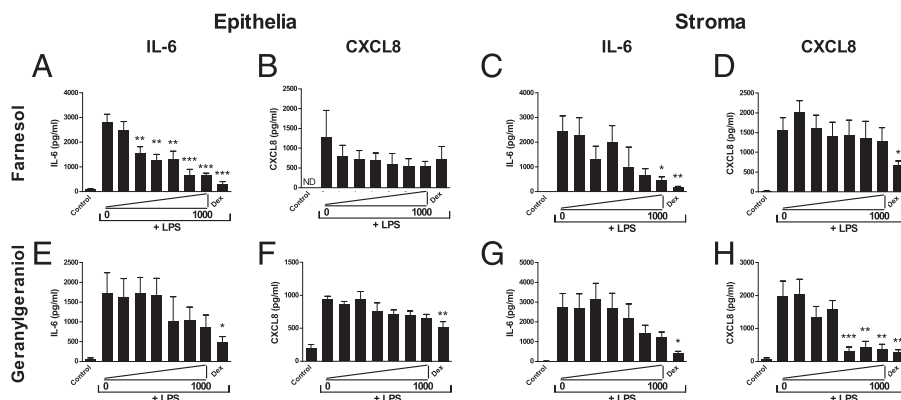 Epithelia Stroma
IL-6 CXCL8 IL-6 CXCL8
Farnesol
A
IL-6 (pg/ml)
4000
3000
2000
1000
0
** ** ** *** *** ***
Control 0 1000 Dex
+ LPS
B
CXCL8 (pg/ml)
2500
2000
1500
1000
500
0
ND
Control 0 1000 Dex
+ LPS
C
IL-6 (pg/ml)
4000
3000
2000
1000
0
* **
Control 0 1000 Dex
+ LPS
D
CXCL8 (pg/ml)
2500
2000
1500
1000
500
0
*
Control 0 1000 Dex
+ LPS
Geranylgeraniol
E
IL-6 (pg/ml)
2500
2000
1500
1000
500
0
*
Control 0 1000 Dex
+ LPS
F
CXCL8 (pg/ml)
1500
1000
500
0
**
Control 0 1000 Dex
+ LPS
G
IL-6 (pg/ml)
5000
4000
3000
2000
1000
0
*
Control 0 1000 Dex
+ LPS
H
CXCL8 (pg/ml)
3000
2000
1000
0
*** ** ** **
Control 0 1000 Dex
+ LPS